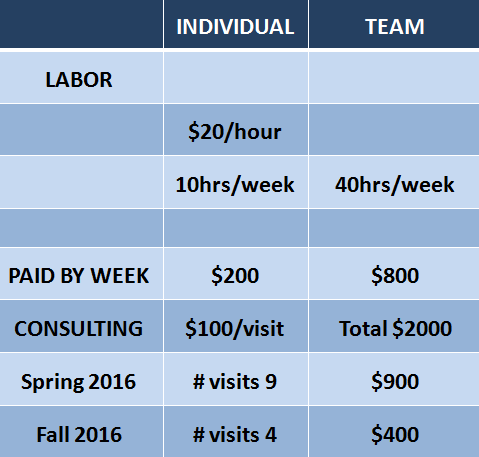 INDIVIDUAL TEAM
LABOR
$20/hour
10hrs/week 40hrs/week
PAID BY WEEK $200 $800
CONSULTING $100/visit Total $2000
Spring 2016 # visits 9 $900
Fall 2016 # visits 4 $400